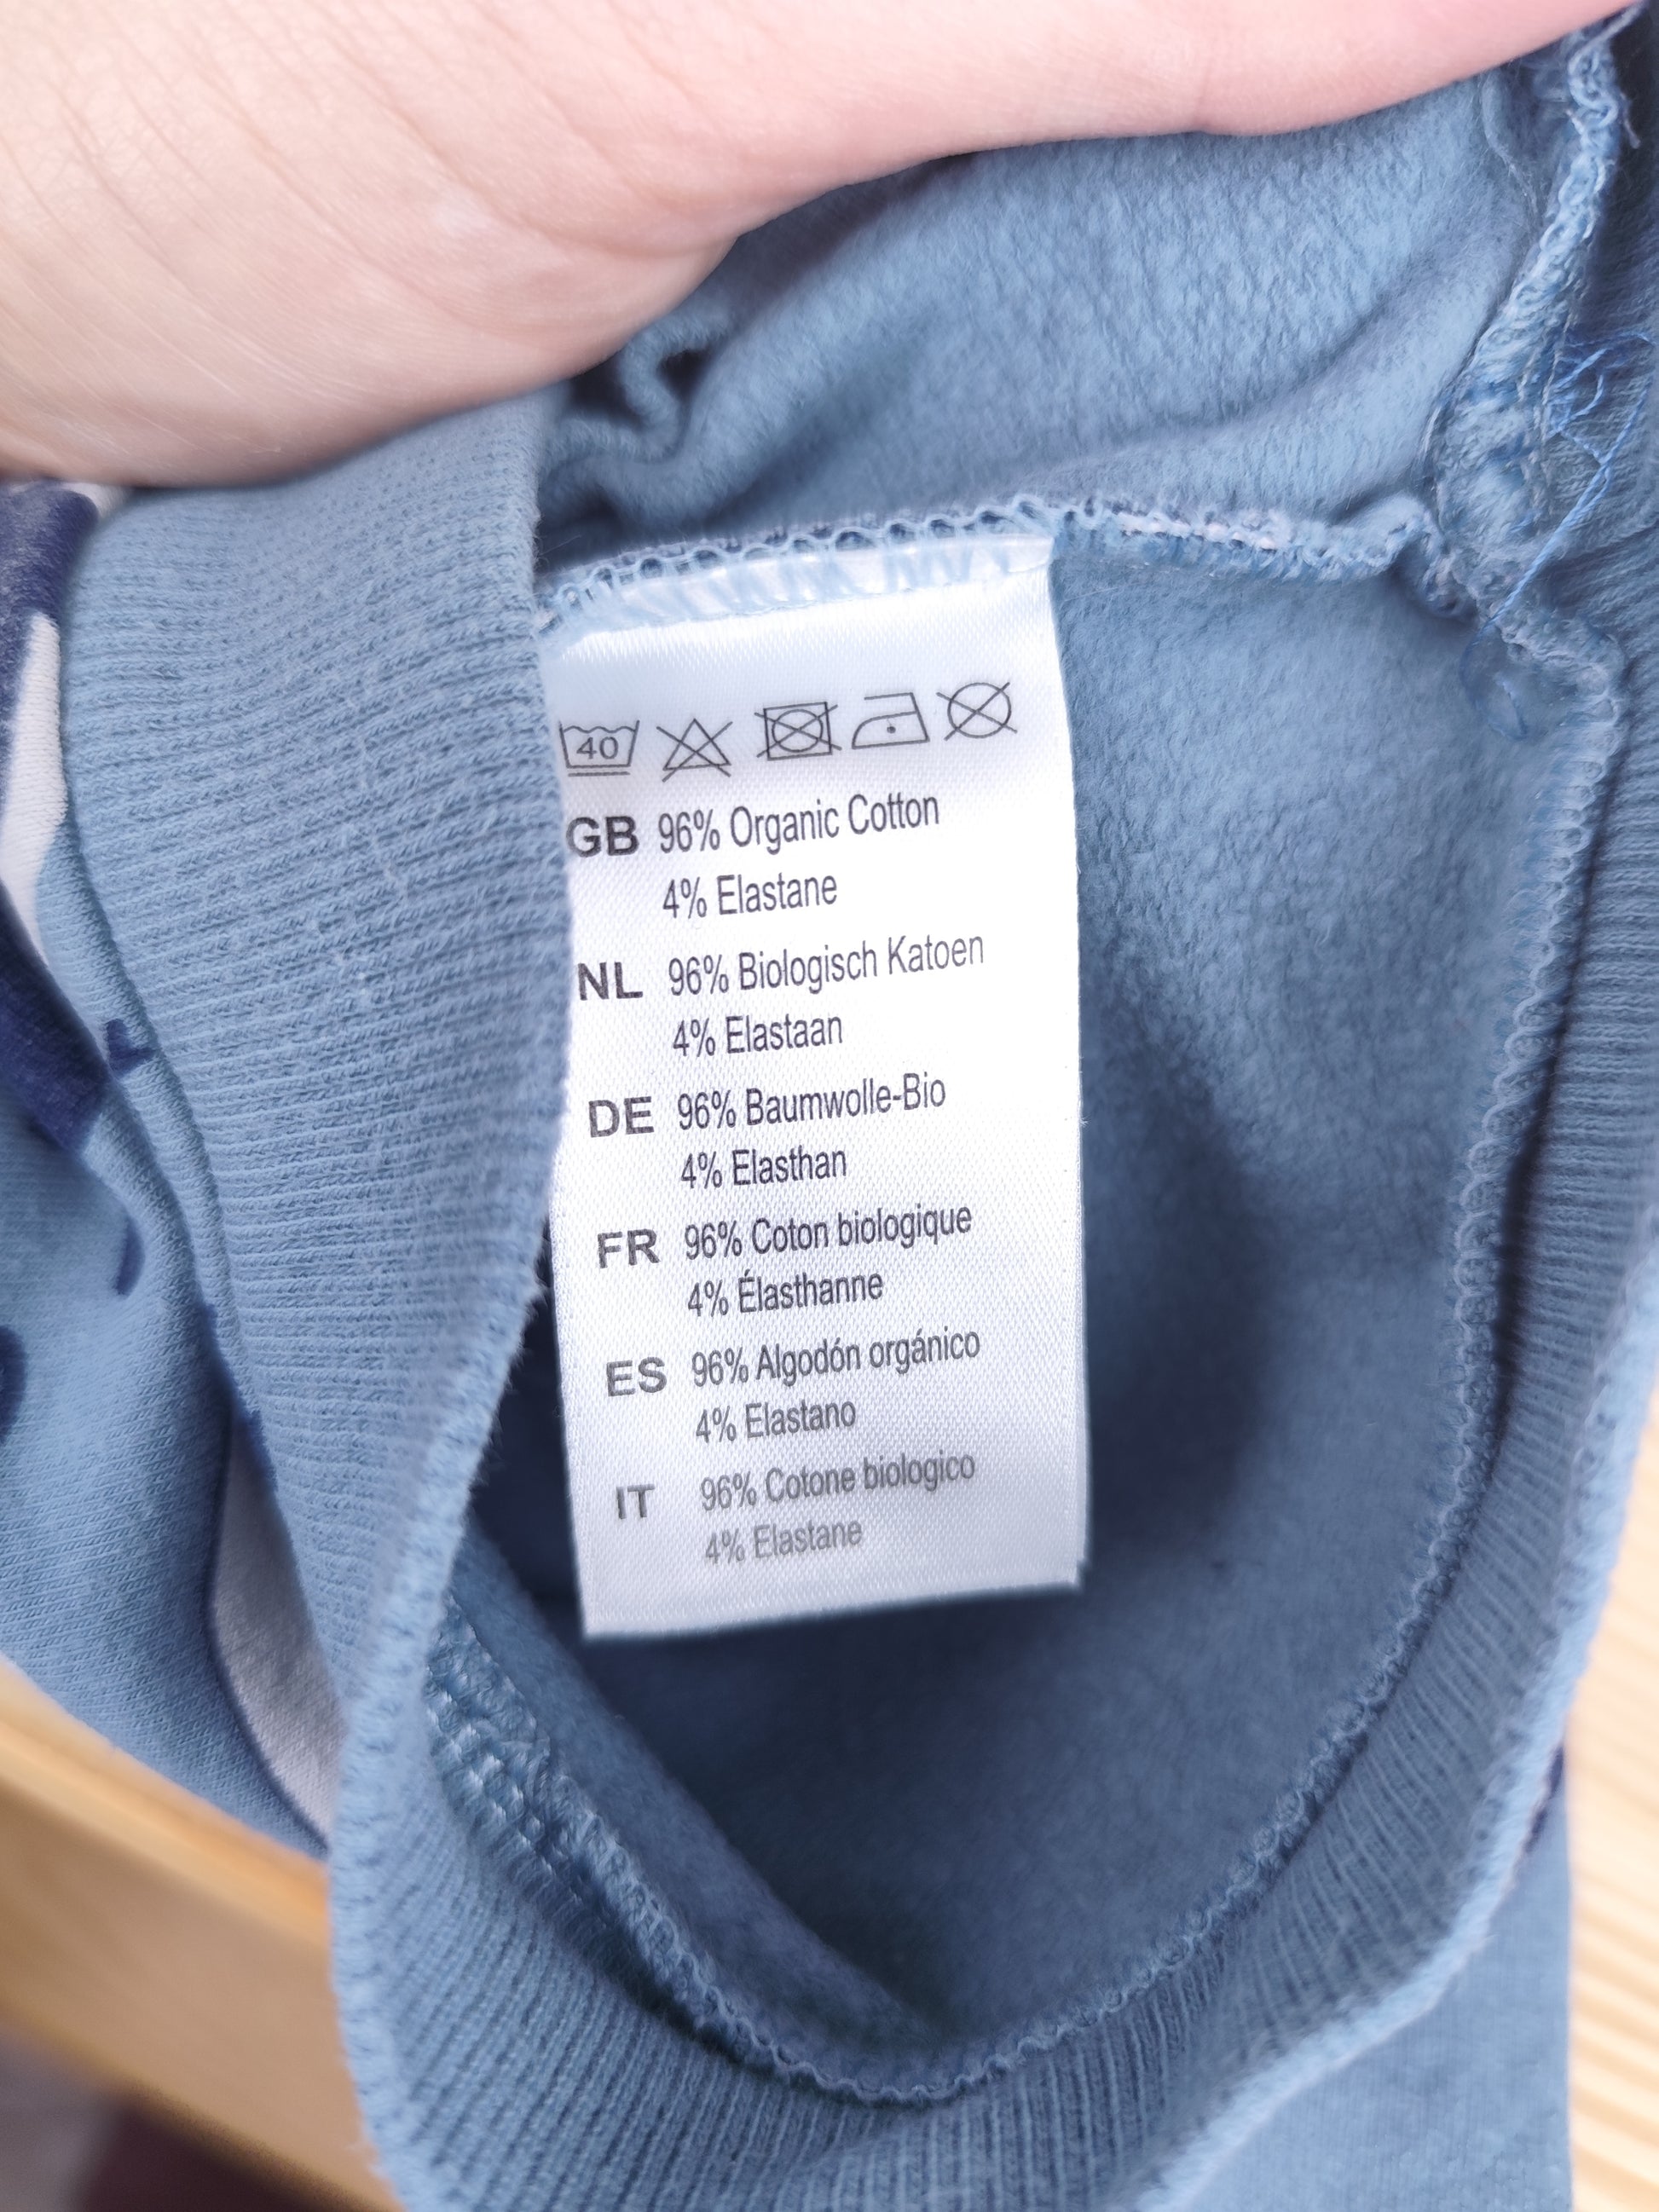 40
GB 96% Organic Cotton
4% Elastane
NL 96% Biologisch Katoen
4% Elastaan
DE 96% Baumwolle-Bio
4% Elasthan
FR 96% Coton biologique
4% Élasthanne
ES 96% Algodón orgánico
4% Elastano
IT 96% Cotone biologico
4% Elastane